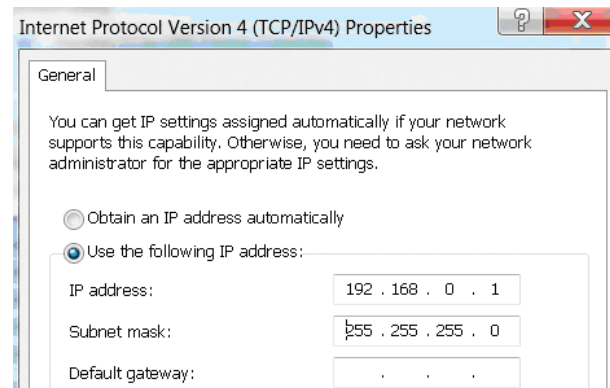 Internet Protocol Version 4 (TCP/IPv4) Properties
? X
General
You can get IP settings assigned automatically if your network
supports this capability. Otherwise, you need to ask your network
administrator for the appropriate IP settings.
Obtain an IP address automatically
Use the following IP address:
IP address: 192 . 168 . 0 . 1
Subnet mask: 255 . 255 . 255 . 0
Default gateway: . . .